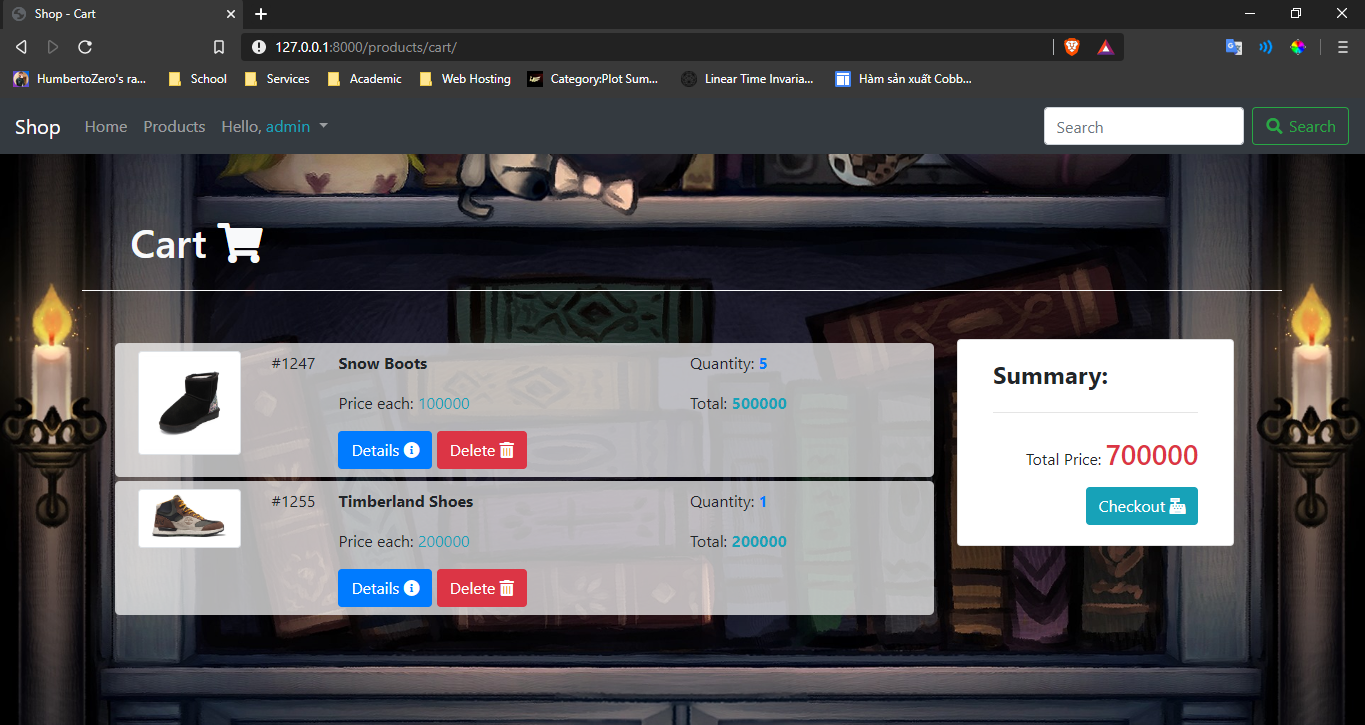 Shop - Cart
127.0.0.1:8000/products/cart/
HumbertoZero's ra... School Services Academic Web Hosting Category:Plot Sum... Linear Time Invaria... Hàm sản xuất Cobb...
Shop Home Products Hello, admin Search Search
Cart
#1247 Snow Boots Quantity: 5
Price each: 100000 Total: 500000
Details Delete
#1255 Timberland Shoes Quantity: 1
Price each: 200000 Total: 200000
Details Delete
Summary:
Total Price: 700000
Checkout